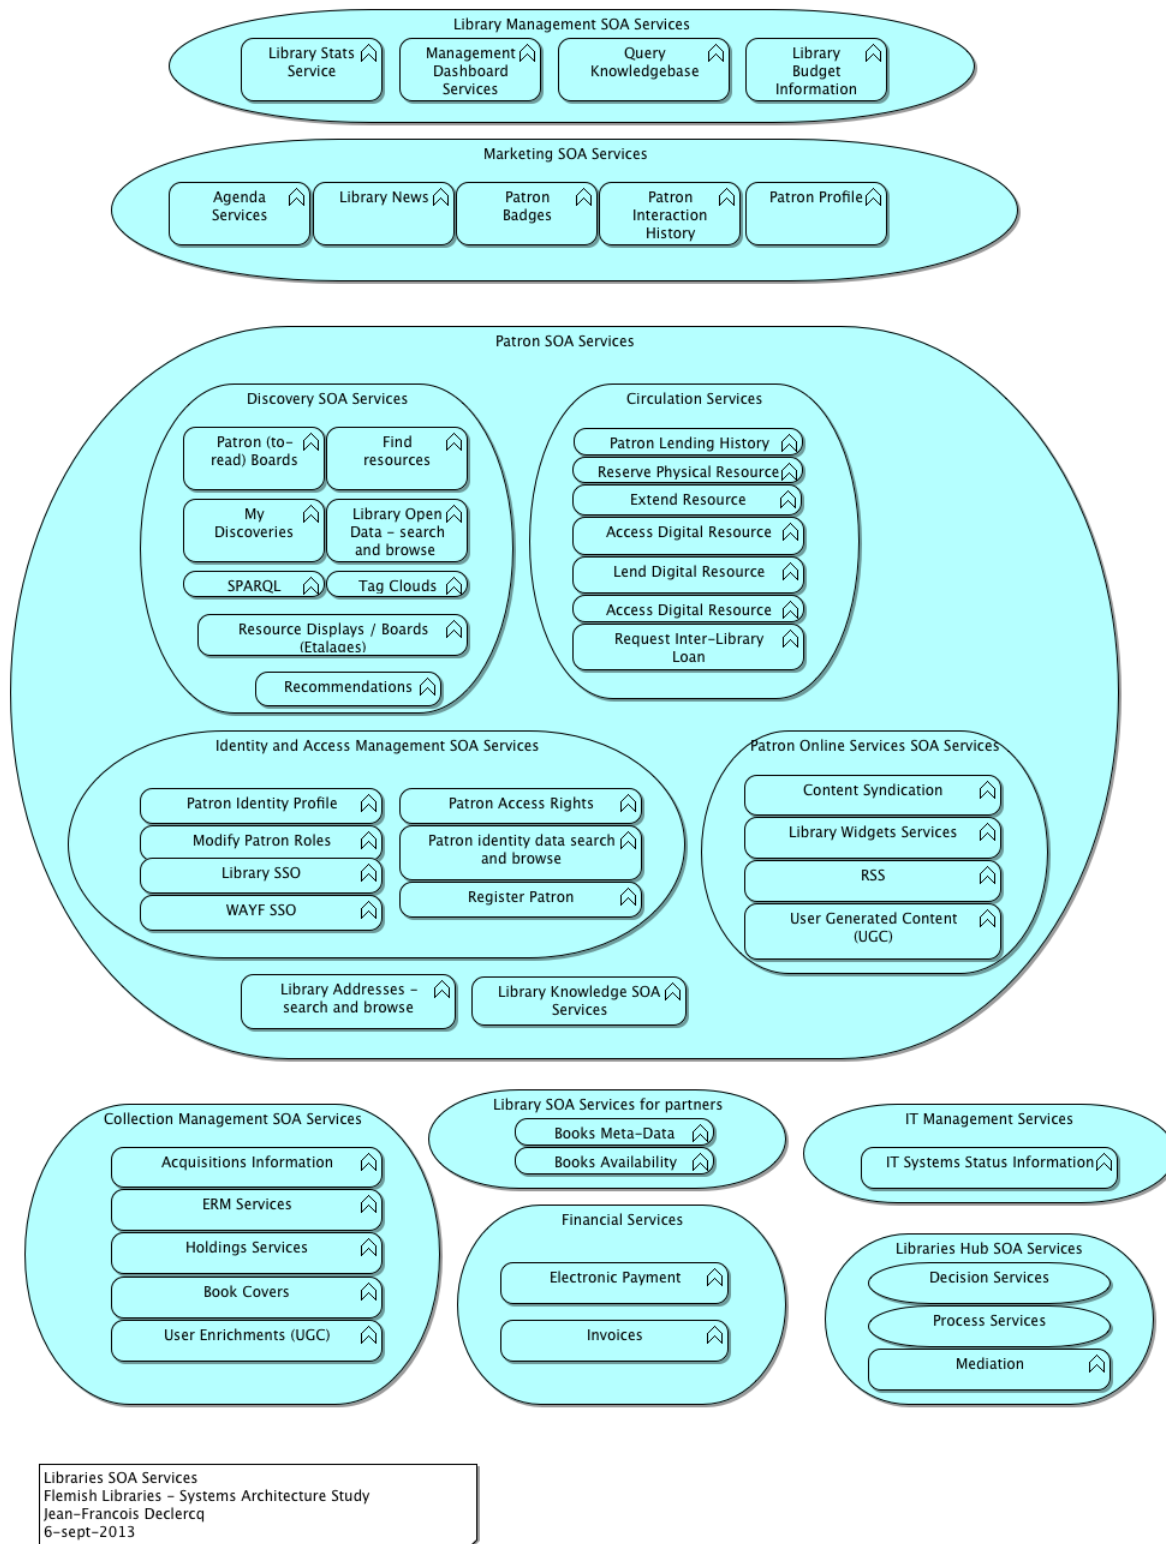 Library Management SOA Services
Library Stats
Service
Management
Dashboard
Services
Query
Knowledgebase
Library
Budget
Information
Marketing SOA Services
Agenda
Services
Library News
Patron
Badges
Patron
Interaction
History
Patron Profile
Patron SOA Services
Discovery SOA Services
Patron (to-
read) Boards
Find
resources
My
Discoveries
Library Open
Data - search
and browse
SPARQL
Tag Clouds
Resource Displays / Boards
(Etalages)
Recommendations
Circulation Services
Patron Lending History
Reserve Physical Resource
Extend Resource
Access Digital Resource
Lend Digital Resource
Access Digital Resource
Request Inter-Library
Loan
Identity and Access Management SOA Services
Patron Identity Profile
Modify Patron Roles
Library SSO
WAYF SSO
Patron Access Rights
Patron identity data search
and browse
Register Patron
Patron Online Services SOA Services
Content Syndication
Library Widgets Services
RSS
User Generated Content
(UGC)
Library Addresses -
search and browse
Library Knowledge SOA
Services
Collection Management SOA Services
Acquisitions Information
ERM Services
Holdings Services
Book Covers
User Enrichments (UGC)
Library SOA Services for partners
Books Meta-Data
Books Availability
Financial Services
Electronic Payment
Invoices
IT Management Services
IT Systems Status Information
Libraries Hub SOA Services
Decision Services
Process Services
Mediation
Libraries SOA Services
Flemish Libraries - Systems Architecture Study
Jean-Francois Declercq
6-sept-2013